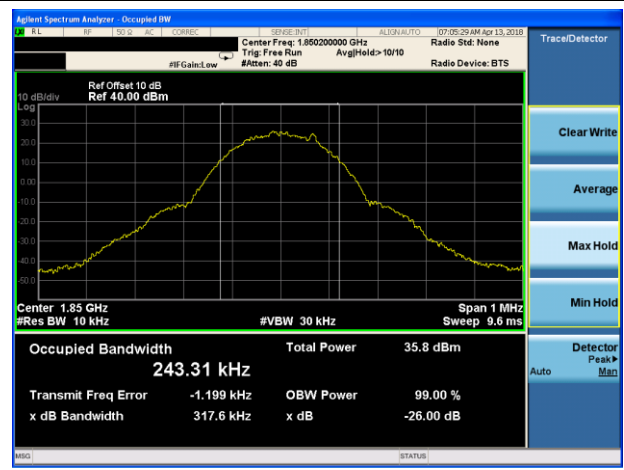 Agilent Spectrum Analyzer - Occupied BW
RL RF 50 Ω AC CORREC SENSE:INT ALIGN AUTO 07:05:29 AM Apr 13, 2018
Center Freq: 1.850200000 GHz Radio Std: None
Trig: Free Run Avg|Hold:> 10/10
#IFGain:Low #Atten: 40 dB Radio Device: BTS
Trace/Detector
Ref Offset 10 dB
10 dB/div Ref 40.00 dBm
Log
30.0
20.0
10.0
0.00
-10.0
-20.0
-30.0
-40.0
-50.0
Center 1.85 GHz Span 1 MHz
#Res BW 10 kHz #VBW 30 kHz Sweep 9.6 ms
Occupied Bandwidth Total Power 35.8 dBm
243.31 kHz
Transmit Freq Error -1.199 kHz OBW Power 99.00 %
x dB Bandwidth 317.6 kHz x dB -26.00 dB
Clear Write
Average
Max Hold
Min Hold
Detector
Peak▶
Auto Man
MSG STATUS